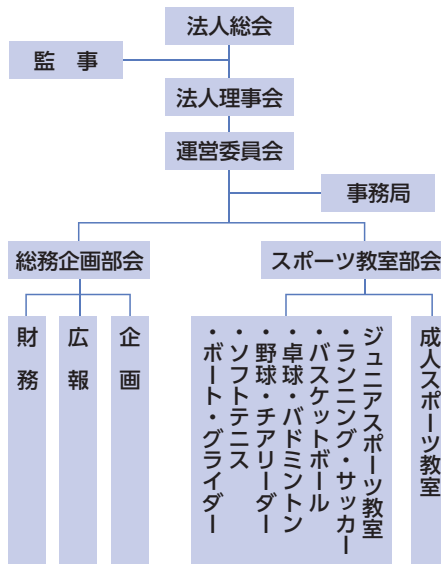 法人総会
監　事
法人理事会
運営委員会
事務局
総務企画部会
スポーツ教室部会
財務
広報
企画
ジュニアスポーツ教室
・ランニング・サッカー
・バスケットボール
・卓球・バドミントン
・野球・チアリーダー
・ソフトテニス
・ボート・グライダー
成人スポーツ教室